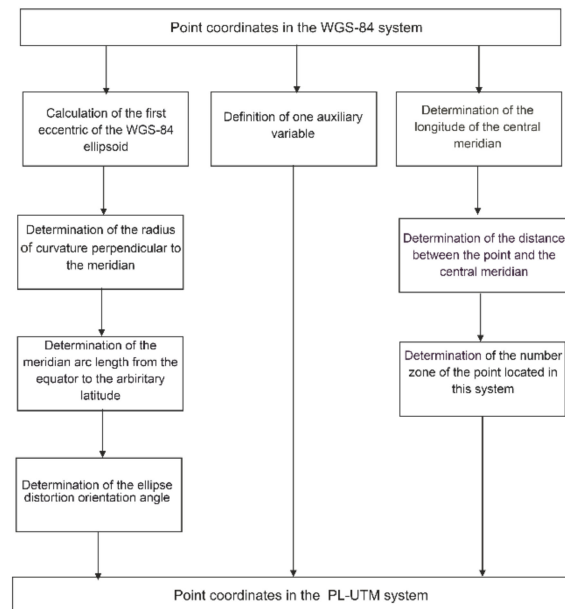 Point coordinates in the WGS-84 system
Calculation of the first
eccentric of the WGS-84
ellipsoid
Determination of the radius
of curvature perpendicular to
the meridian
Determination of the
meridian arc length from the
equator to the arbiritary
latitude
Determination of the ellipse
distortion orientation angle
Definition of one auxiliary
variable
Determination of the
longitude of the central
meridian
Determination of the distance
between the point and the
central meridian
Determination of the number
zone of the point located in
this system
Point coordinates in the PL-UTM system